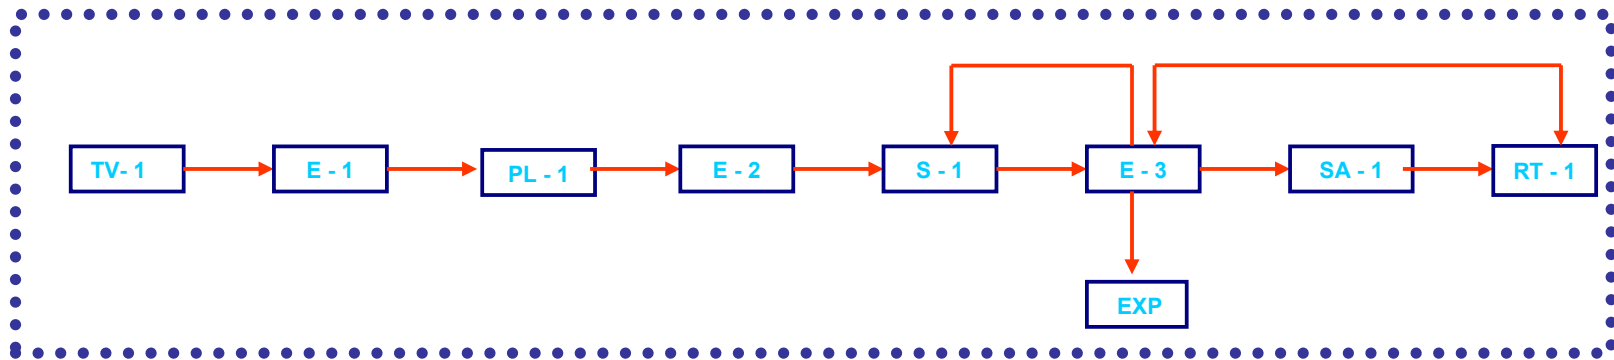 TV- 1
E - 1
PL - 1
E - 2
S - 1
E - 3
SA - 1
RT - 1
EXP